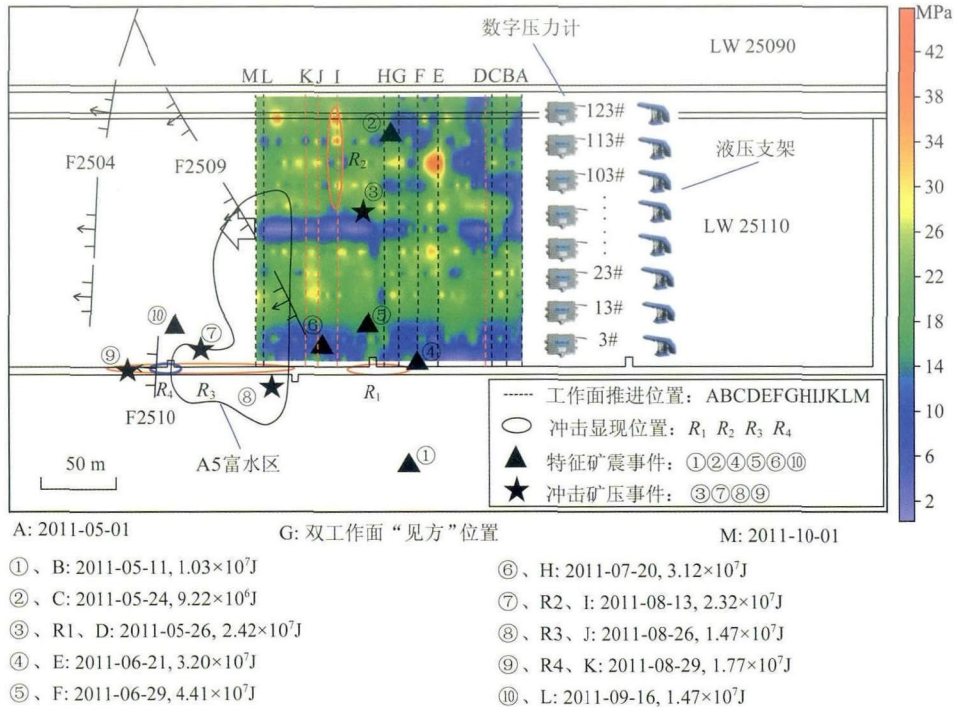 MPa
42
38
34
30
26
22
18
14
10
6
2
数字压力计
LW 25090
M L K J I H G F E D C B A
②
123#
113#
103#
23#
13#
3#
液压支架
LW 25110
F2504
F2509
R₂
③
⑩
⑦
⑥
⑤
④
⑨
R₄
R₃
⑧
R₁
F2510
A5富水区
①
50 m
工作面推进位置：ABCDEFGHIJKLM
冲击显现位置：R₁ R₂ R₃ R₄
特征矿震事件：①②④⑤⑥⑩
冲击矿压事件：③⑦⑧⑨
A: 2011-05-01
G: 双工作面“见方”位置
M: 2011-10-01
①、B: 2011-05-11, 1.03×10⁷J
②、C: 2011-05-24, 9.22×10⁶J
③、R1、D: 2011-05-26, 2.42×10⁷J
④、E: 2011-06-21, 3.20×10⁷J
⑤、F: 2011-06-29, 4.41×10⁷J
⑥、H: 2011-07-20, 3.12×10⁷J
⑦、R2、I: 2011-08-13, 2.32×10⁷J
⑧、R3、J: 2011-08-26, 1.47×10⁷J
⑨、R4、K: 2011-08-29, 1.77×10⁷J
⑩、L: 2011-09-16, 1.47×10⁷J